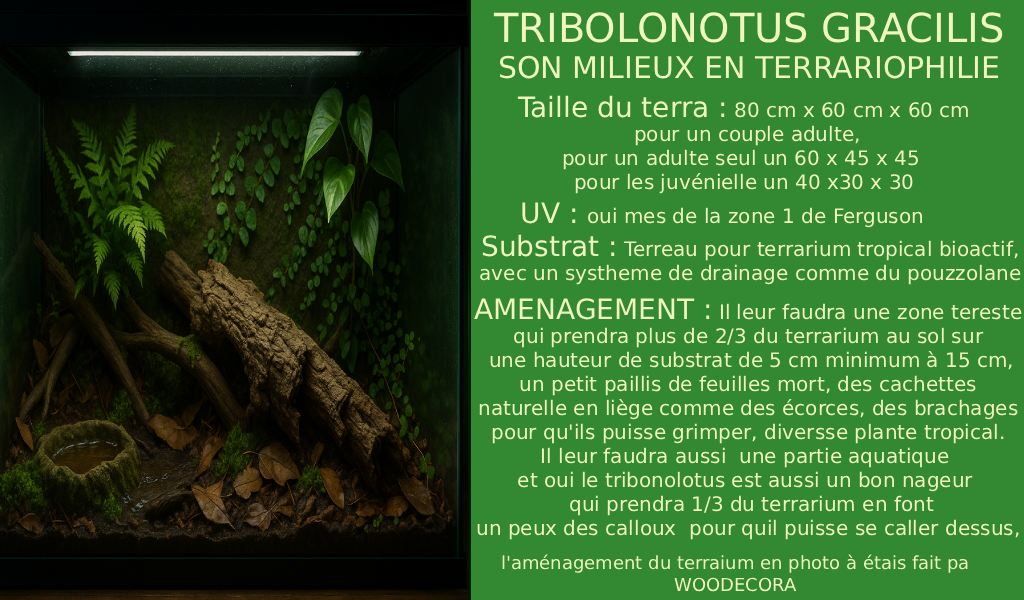 TRIBOLONOTUS GRACILIS
SON MILIEUX EN TERRARIOPHILIE
Taille du terra : 80 cm x 60 cm x 60 cm
pour un couple adulte,
pour un adulte seul un 60 x 45 x 45
pour les juvénielle un 40 x30 x 30
UV : oui mes de la zone 1 de Ferguson
Substrat : Terreau pour terrarium tropical bioactif,
avec un systheme de drainage comme du pouzzolane
AMENAGEMENT : Il leur faudra une zone tereste
qui prendra plus de 2/3 du terrarium au sol sur
une hauteur de substrat de 5 cm minimum à 15 cm,
un petit paillis de feuilles mort, des cachettes
naturelle en liège comme des écorces, des brachages
pour qu'ils puisse grimper, diversse plante tropical.
Il leur faudra aussi  une partie aquatique
et oui le tribonolotus est aussi un bon nageur
qui prendra 1/3 du terrarium en font
un peux des calloux  pour quil puisse se caller dessus,
l'aménagement du terraium en photo à étais fait pa
WOODECORA